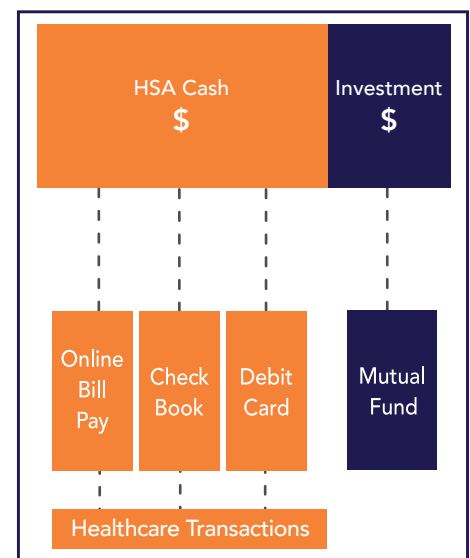 HSA Cash
$
Investment
$
Online
Bill
Pay
Check
Book
Debit
Card
Mutual
Fund
Healthcare Transactions